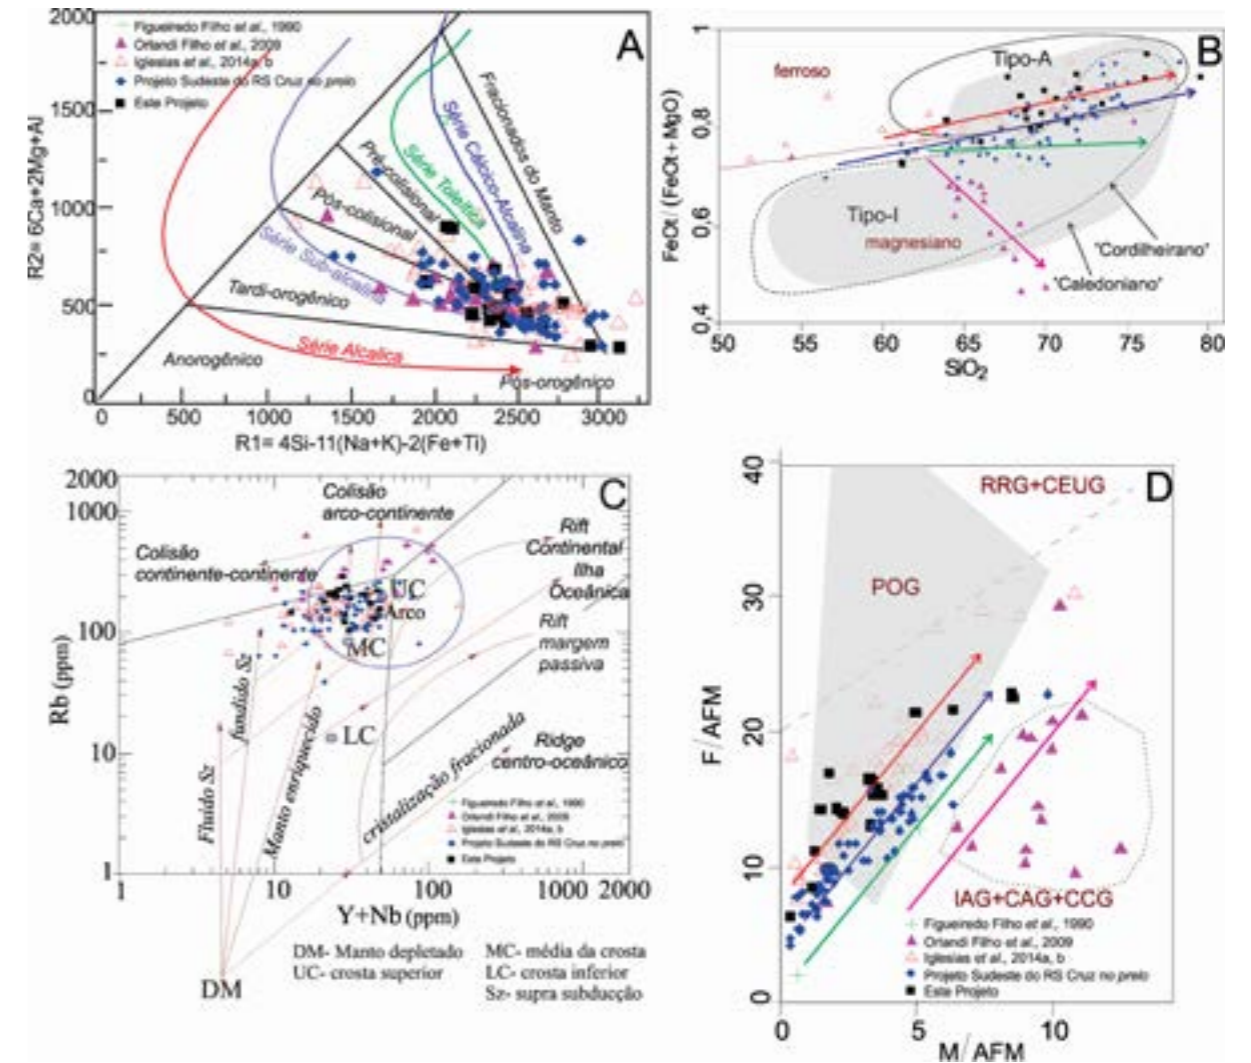 A
2000
1500
1000
500
0
R2= 6Ca+2Mg+Al
Figueiredo Filho et al., 1990
Orlandi Filho et al., 2009
Iglesias et al., 2014a, b
Projeto Sudeste do RS Cruz no prelo
Este Projeto
Fracionados do Manto
Série Cálcico-Alcalina
Série Toleítica
Pré-colisional
Pós-colisional
Série Sub-alcalina
Tardi-orogênico
Série Alcalica
Anorogênico
Pós-orogênico
0 500 1000 1500 2000 2500 3000
R1= 4Si-11(Na+K)-2(Fe+Ti)
B
1
0,8
0,6
0,4
FeOt/(FeOt+MgO)
ferroso
Tipo-A
Tipo-I
magnesiano
"Cordilheirano"
"Caledoniano"
50 55 60 65 70 75 80
SiO2
C
2000
1000
100
10
1
Rb (ppm)
Colisão
arco-continente
Colisão
continente-continente
Rift
Continental
Ilha
Oceânica
UC
Arco
MC
Rift
margem
passiva
LC
Ridge
centro-oceânico
Fluido Sz
fundido Sz
Manto enriquecido
cristalização fracionada
Figueiredo Filho et al., 1990
Orlandi Filho et al., 2009
Iglesias et al., 2014a, b
Projeto Sudeste do RS Cruz no prelo
Este Projeto
1 10 100 1000 2000
Y+Nb (ppm)
DM- Manto depletado
UC- crosta superior
MC- média da crosta
LC- crosta inferior
Sz- supra subducção
DM
D
40
30
20
10
0
F/AFM
RRG+CEUG
POG
IAG+CAG+CCG
Figueiredo Filho et al., 1990
Orlandi Filho et al., 2009
Iglesias et al., 2014a, b
Projeto Sudeste do RS Cruz no prelo
Este Projeto
0 5 10
M/AFM